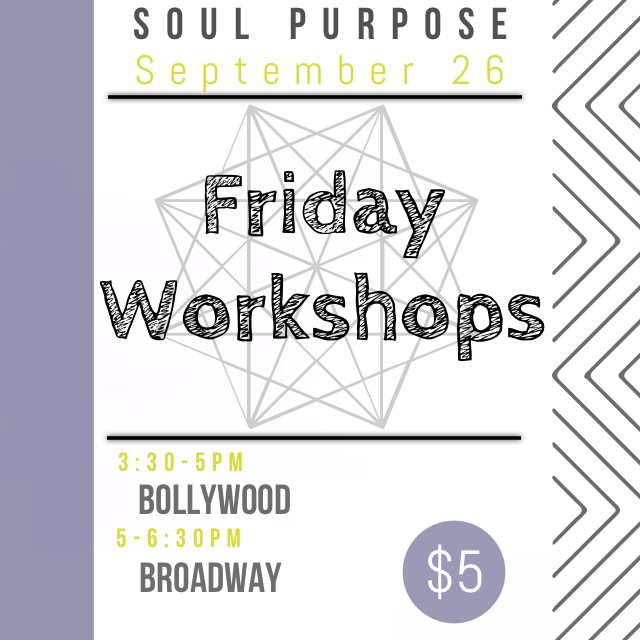 SOUL PURPOSE
September 26
Friday
Workshops
3:30-5PM
BOLLYWOOD
5-6:30PM
BROADWAY
$5